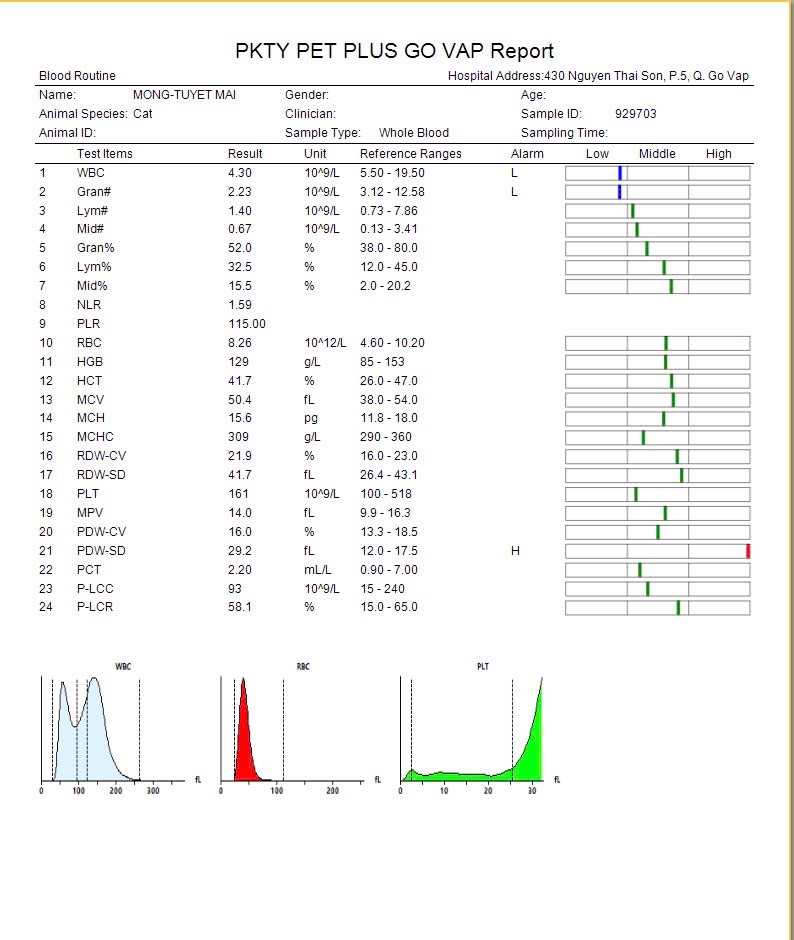 PKTY PET PLUS GO VAP Report
Blood Routine Hospital Address:430 Nguyen Thai Son, P.5, Q. Go Vap
Name: MONG-TUYET MAI Gender: Age:
Animal Species: Cat Clinician: Sample ID: 929703
Animal ID: Sample Type: Whole Blood Sampling Time:
Test Items Result Unit Reference Ranges Alarm Low Middle High
1 WBC 4.30 10^9/L 5.50 - 19.50 L
2 Gran# 2.23 10^9/L 3.12 - 12.58 L
3 Lym# 1.40 10^9/L 0.73 - 7.86
4 Mid# 0.67 10^9/L 0.13 - 3.41
5 Gran% 52.0 % 38.0 - 80.0
6 Lym% 32.5 % 12.0 - 45.0
7 Mid% 15.5 % 2.0 - 20.2
8 NLR 1.59
9 PLR 115.00
10 RBC 8.26 10^12/L 4.60 - 10.20
11 HGB 129 g/L 85 - 153
12 HCT 41.7 % 26.0 - 47.0
13 MCV 50.4 fL 38.0 - 54.0
14 MCH 15.6 pg 11.8 - 18.0
15 MCHC 309 g/L 290 - 360
16 RDW-CV 21.9 % 16.0 - 23.0
17 RDW-SD 41.7 fL 26.4 - 43.1
18 PLT 161 10^9/L 100 - 518
19 MPV 14.0 fL 9.9 - 16.3
20 PDW-CV 16.0 % 13.3 - 18.5
21 PDW-SD 29.2 fL 12.0 - 17.5 H
22 PCT 2.20 mL/L 0.90 - 7.00
23 P-LCC 93 10^9/L 15 - 240
24 P-LCR 58.1 % 15.0 - 65.0
WBC RBC PLT
fL fL fL
0 100 200 300 0 100 200 0 10 20 30